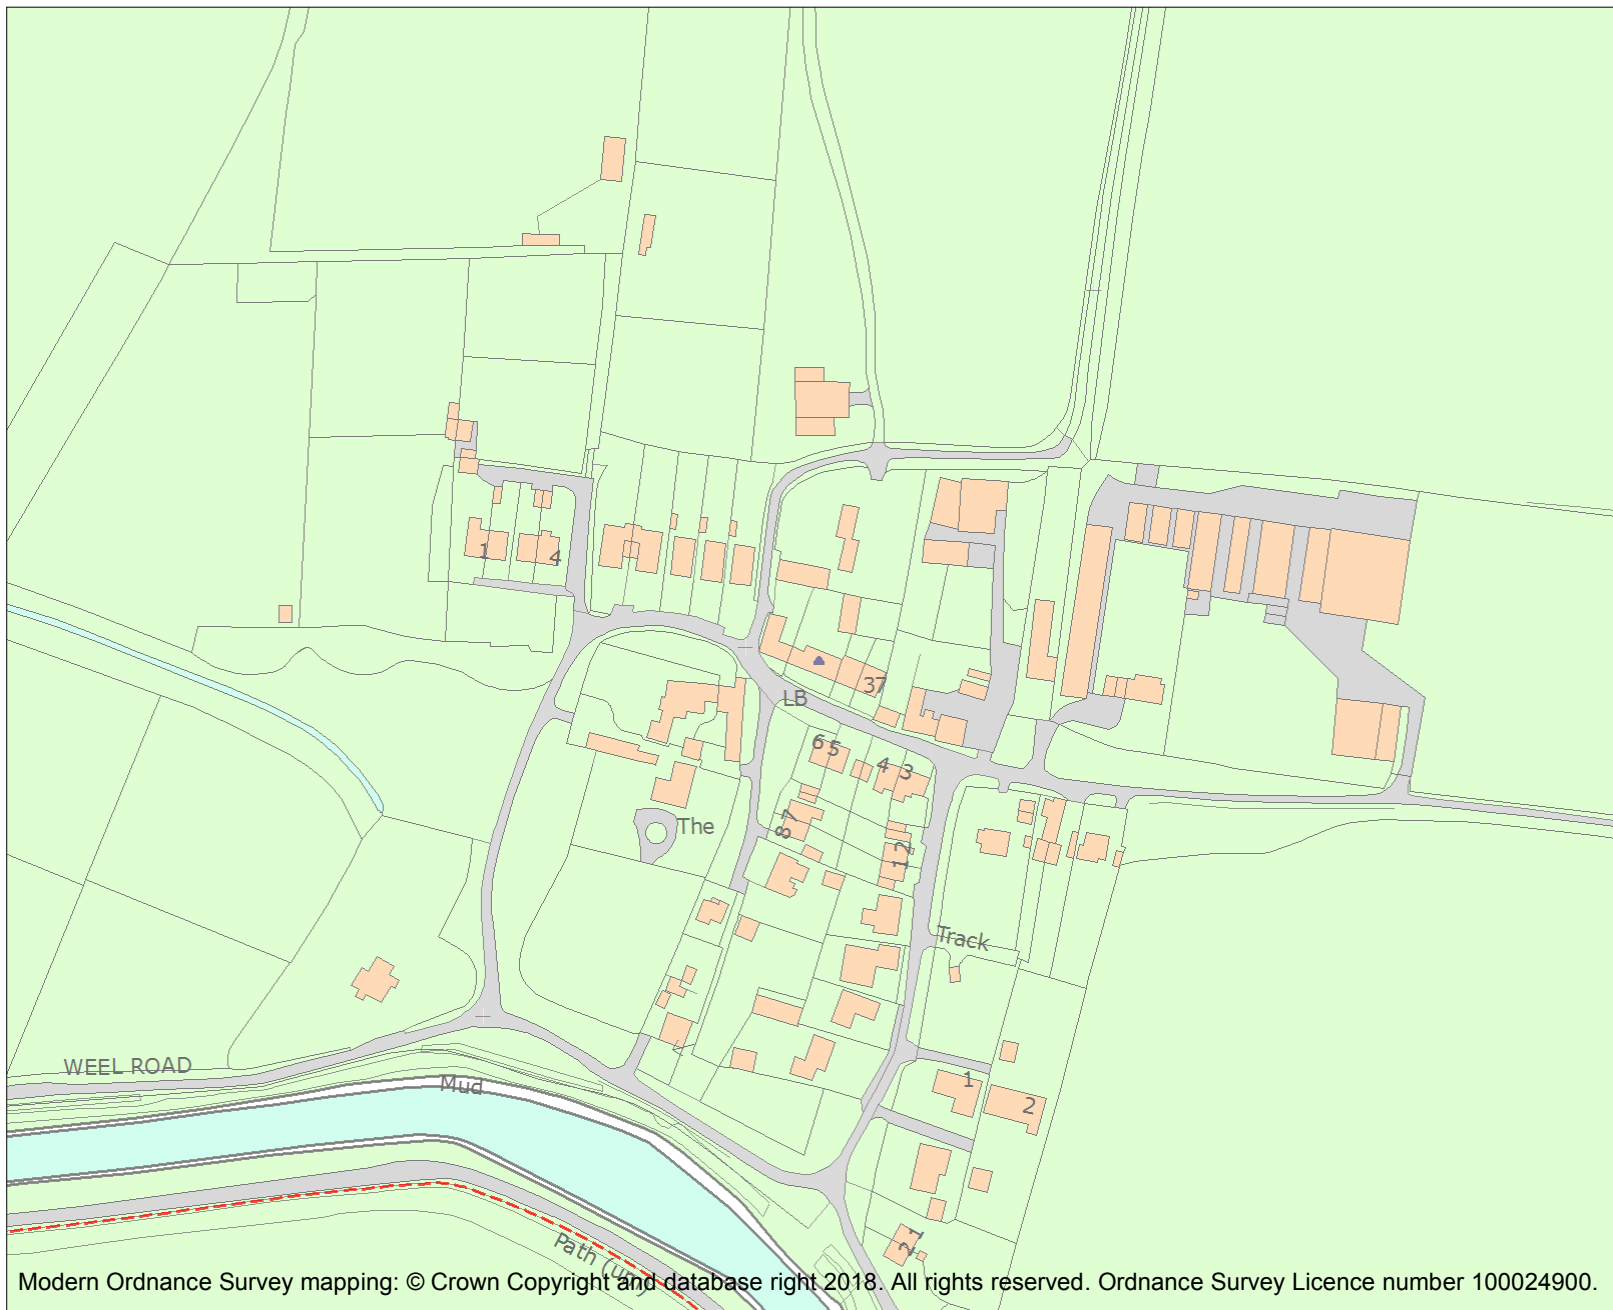 1
4
37
LB
6
5
4
3
7
8
The
2
1
Track
WEEL ROAD
Mud
1
2
1
2
Path (um)
Modern Ordnance Survey mapping: © Crown Copyright and database right 2018. All rights reserved. Ordnance Survey Licence number 100024900.